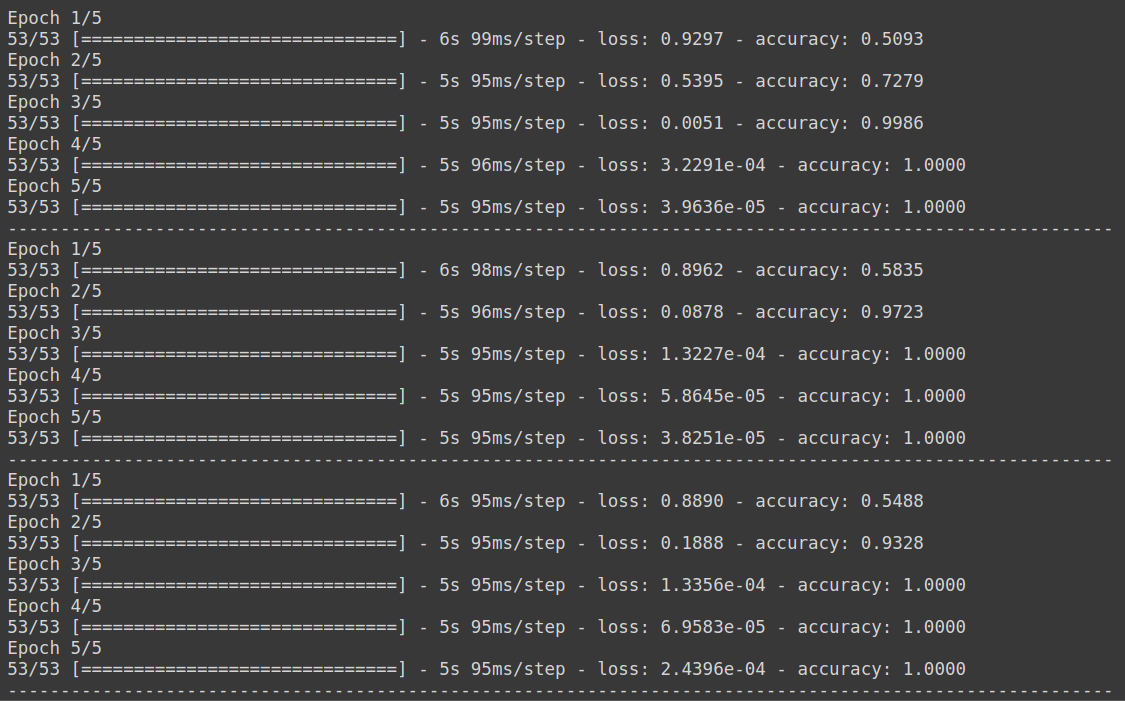 Epoch 1/5
53/53 [==============================] - 6s 99ms/step - loss: 0.9297 - accuracy: 0.5093
Epoch 2/5
53/53 [==============================] - 5s 95ms/step - loss: 0.5395 - accuracy: 0.7279
Epoch 3/5
53/53 [==============================] - 5s 95ms/step - loss: 0.0051 - accuracy: 0.9986
Epoch 4/5
53/53 [==============================] - 5s 96ms/step - loss: 3.2291e-04 - accuracy: 1.0000
Epoch 5/5
53/53 [==============================] - 5s 95ms/step - loss: 3.9636e-05 - accuracy: 1.0000
---------------------------------------------------------------------------------------------------------
Epoch 1/5
53/53 [==============================] - 6s 98ms/step - loss: 0.8962 - accuracy: 0.5835
Epoch 2/5
53/53 [==============================] - 5s 96ms/step - loss: 0.0878 - accuracy: 0.9723
Epoch 3/5
53/53 [==============================] - 5s 95ms/step - loss: 1.3227e-04 - accuracy: 1.0000
Epoch 4/5
53/53 [==============================] - 5s 95ms/step - loss: 5.8645e-05 - accuracy: 1.0000
Epoch 5/5
53/53 [==============================] - 5s 95ms/step - loss: 3.8251e-05 - accuracy: 1.0000
---------------------------------------------------------------------------------------------------------
Epoch 1/5
53/53 [==============================] - 6s 95ms/step - loss: 0.8890 - accuracy: 0.5488
Epoch 2/5
53/53 [==============================] - 5s 95ms/step - loss: 0.1888 - accuracy: 0.9328
Epoch 3/5
53/53 [==============================] - 5s 95ms/step - loss: 1.3356e-04 - accuracy: 1.0000
Epoch 4/5
53/53 [==============================] - 5s 95ms/step - loss: 6.9583e-05 - accuracy: 1.0000
Epoch 5/5
53/53 [==============================] - 5s 95ms/step - loss: 2.4396e-04 - accuracy: 1.0000
---------------------------------------------------------------------------------------------------------